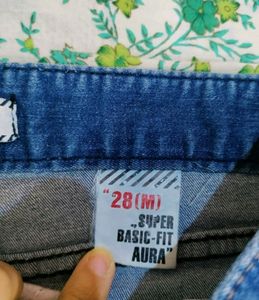 "28(M)
„SUPER
BASIC-FIT
AURA"